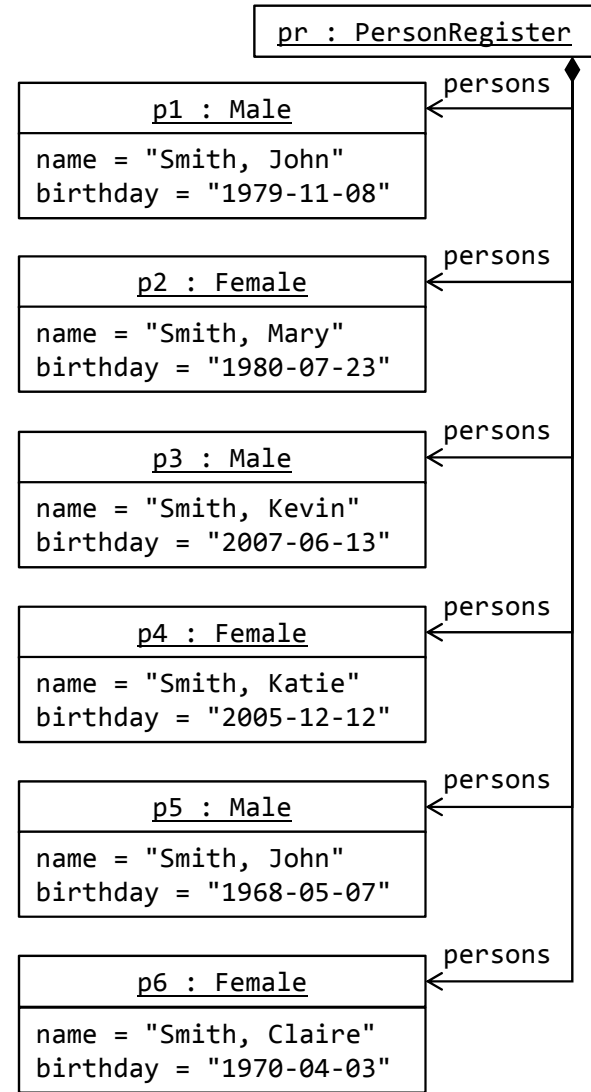 pr : PersonRegister
persons
p1 : Male
name = "Smith, John"
birthday = "1979-11-08"
persons
p2 : Female
name = "Smith, Mary"
birthday = "1980-07-23"
persons
p3 : Male
name = "Smith, Kevin"
birthday = "2007-06-13"
persons
p4 : Female
name = "Smith, Katie"
birthday = "2005-12-12"
persons
p5 : Male
name = "Smith, John"
birthday = "1968-05-07"
persons
p6 : Female
name = "Smith, Claire"
birthday = "1970-04-03"